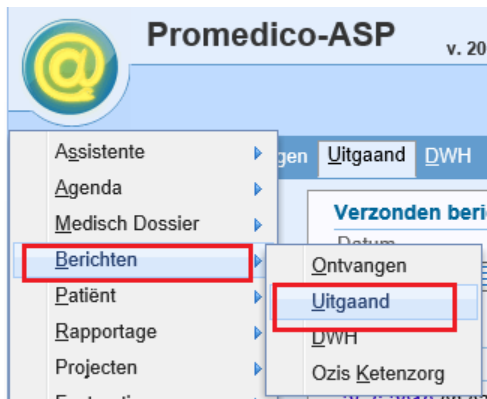 Promedico-ASP
v. 20
Uitgaand DWH
Assistente
Agenda
Medisch Dossier
Berichten
Patiënt
Rapportage
Projecten
Verzonden beri
Datum
Ontvangen
Uitgaand
DWH
Ozis Ketenzorg